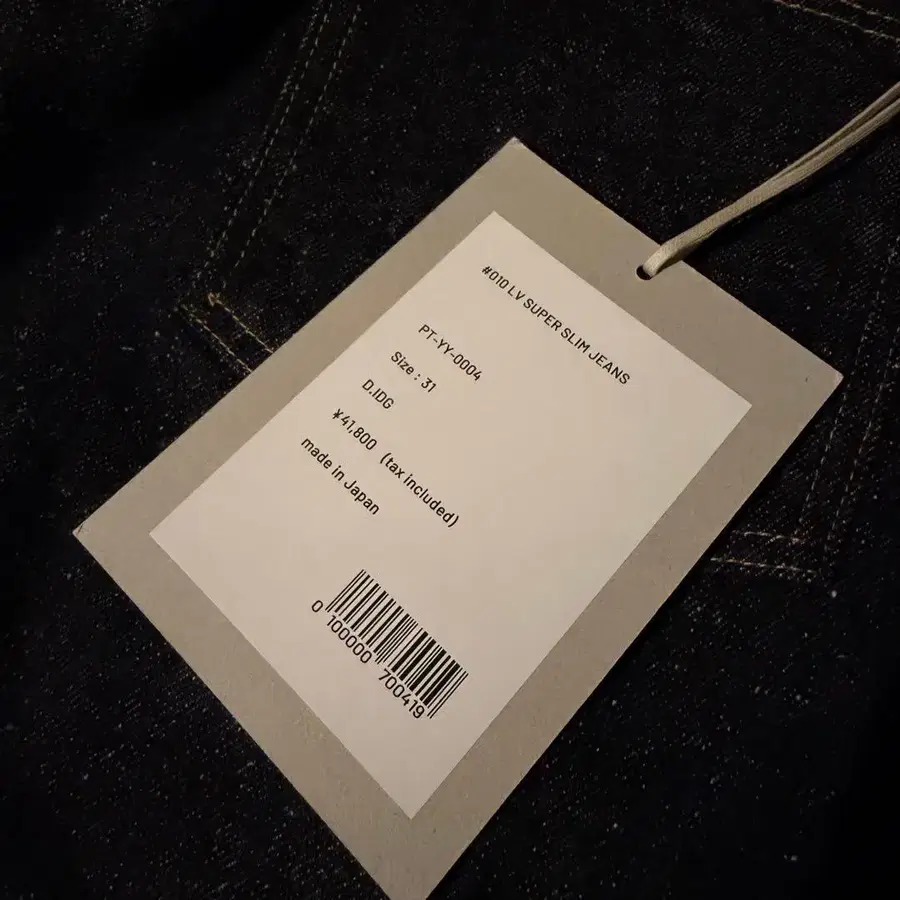 #010 LV SUPER SLIM JEANS
PT-YY-0004
Size : 31
D.IDG
¥41,800 (tax included)
made in Japan
0 100000 700419